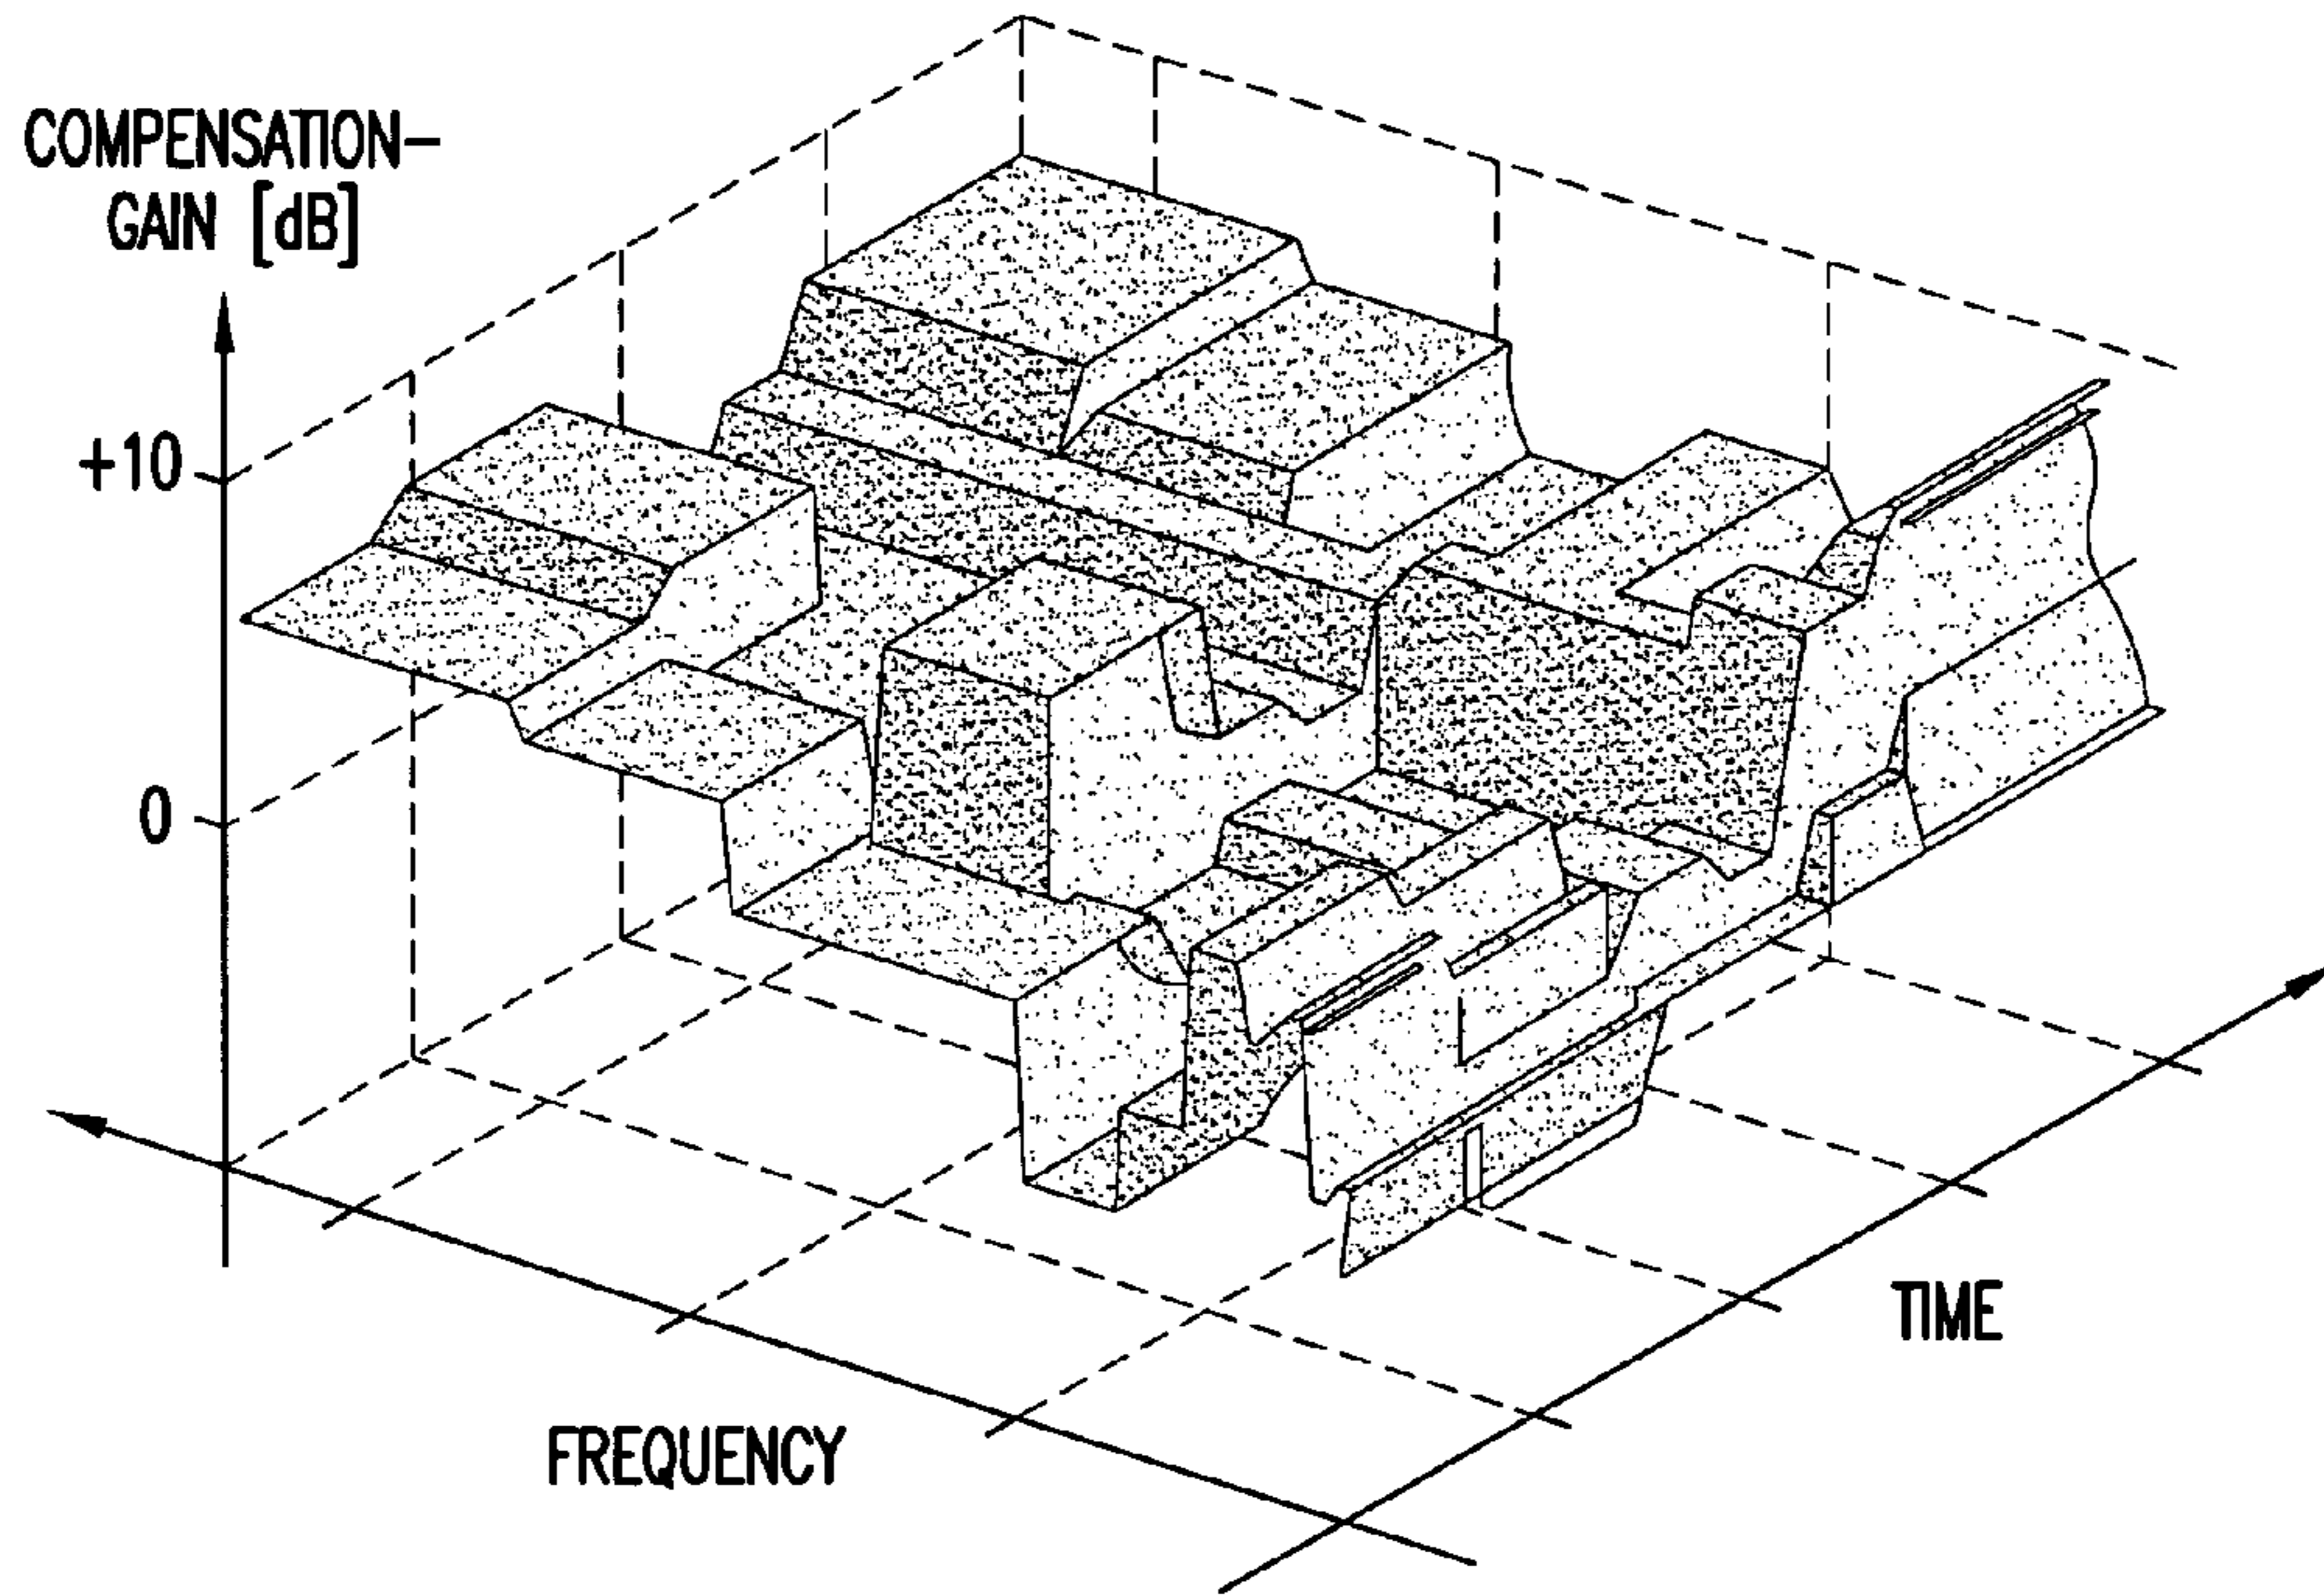 COMPENSATION-
GAIN [dB]
+10
0
TIME
FREQUENCY